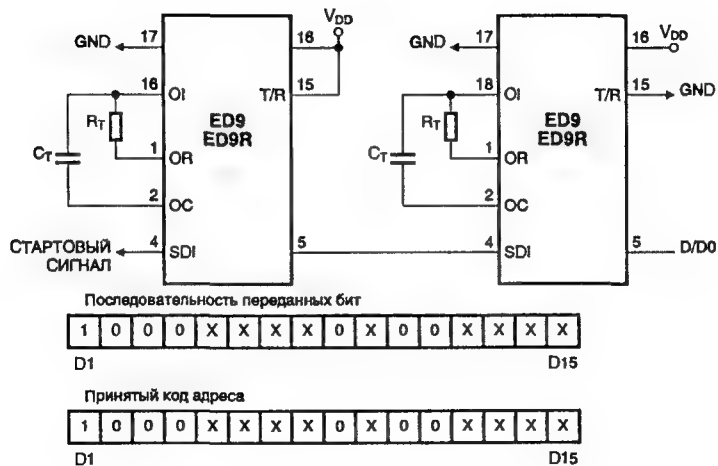 GND 17 16 V_DD
15
16 OI T/R
R_T ED9
ED9R
C_T 1 OR
2 OC
СТАРТОВЫЙ
СИГНАЛ 4 SDI 5
GND 17 16 V_DD
18 OI T/R 15 GND
R_T ED9
ED9R
C_T 1 OR
2 OC
4 SDI 5 D/D0
Последовательность переданных бит
1 0 0 0 X X X X 0 X 0 0 X X X X
D1 D15
Принятый код адреса
1 0 0 0 X X X X 0 X 0 0 X X X X
D1 D15